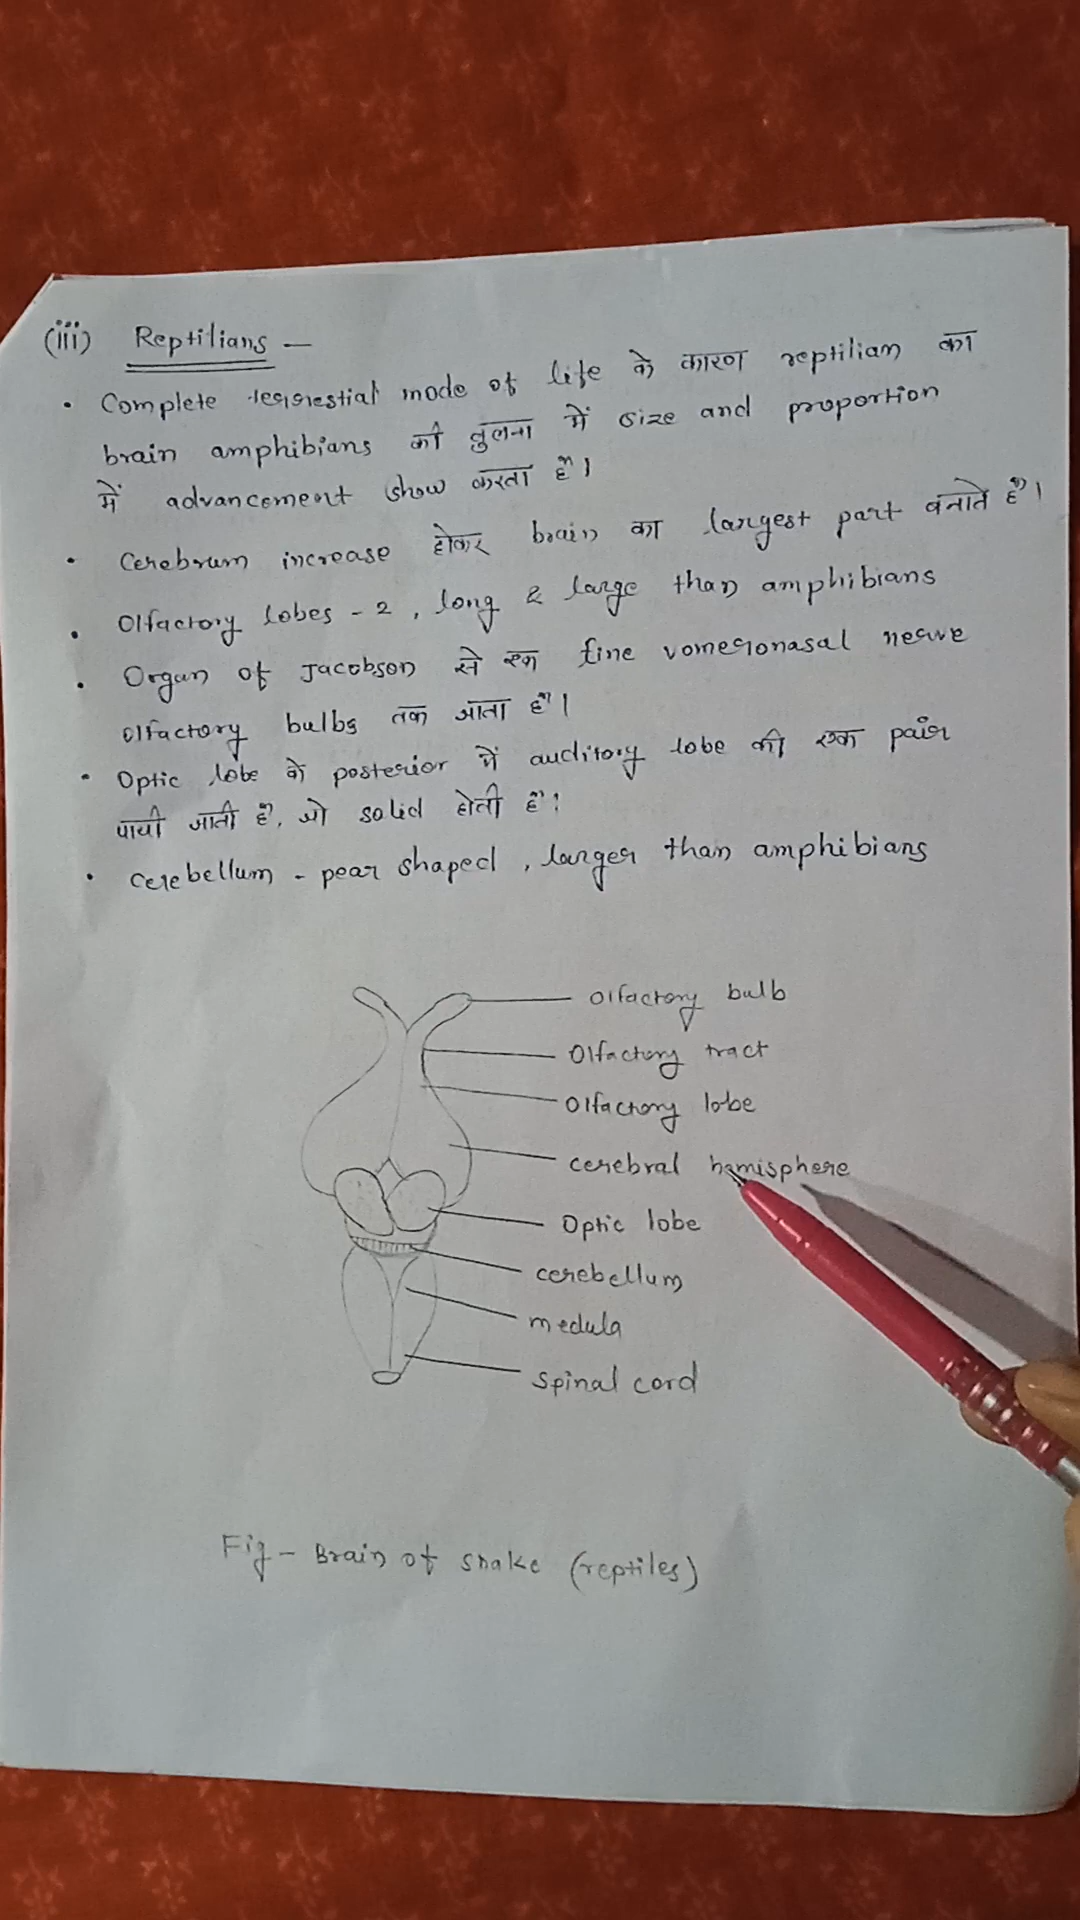 (iii) Reptilians —
• Complete terrestial mode of life के कारण reptilian का
brain amphibians की तुलना में size and proportion
में advancement show करता है।
• Cerebrum increase होकर brain का largest part बनाते है।
• Olfactory lobes - 2, long & large than amphibians
• Organ of Jacobson से एक fine vomeronasal nerve
olfactory bulbs तक आता है।
• Optic lobe के posterior में auditory lobe की एक pair
पायी जाती है, जो solid होती है।
• Cerebellum - pear shaped, larger than amphibians
Olfactory bulb
Olfactory tract
Olfactory lobe
cerebral hemisphere
Optic lobe
cerebellum
medula
Spinal cord
Fig - Brain of snake (reptiles)